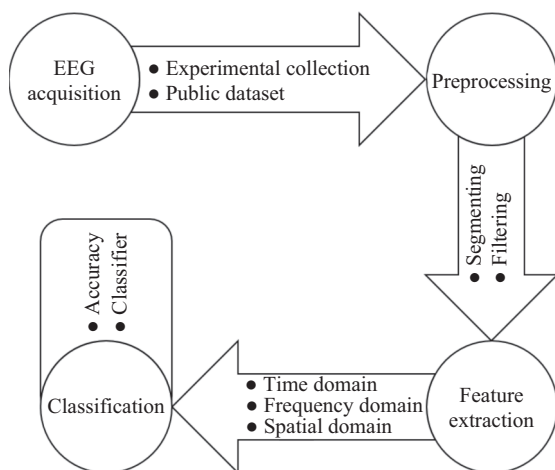 EEG
acquisition
● Experimental collection
● Public dataset
Preprocessing
● Segmenting
● Filtering
Feature
extraction
● Time domain
● Frequency domain
● Spatial domain
Classification
● Accuracy
● Classifier